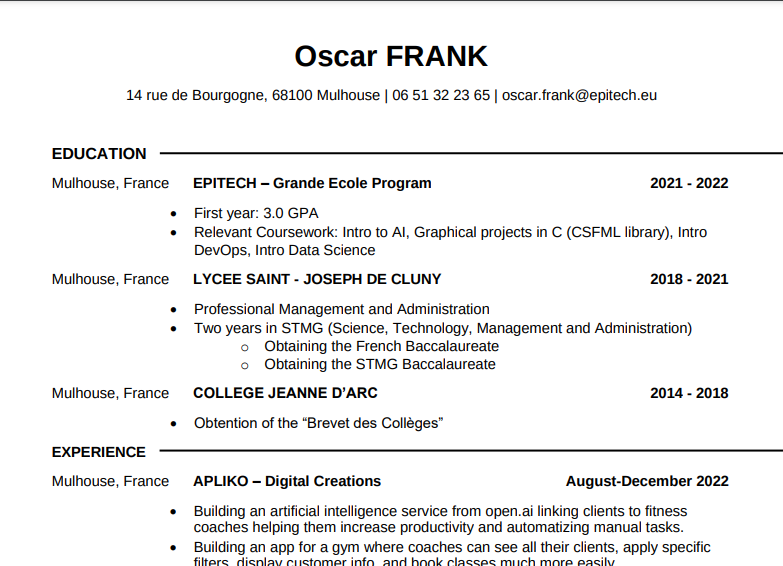 Oscar FRANK
14 rue de Bourgogne, 68100 Mulhouse | 06 51 32 23 65 | oscar.frank@epitech.eu
EDUCATION
Mulhouse, France EPITECH – Grande Ecole Program 2021 - 2022
• First year: 3.0 GPA
• Relevant Coursework: Intro to AI, Graphical projects in C (CSFML library), Intro
DevOps, Intro Data Science
Mulhouse, France LYCEE SAINT - JOSEPH DE CLUNY 2018 - 2021
• Professional Management and Administration
• Two years in STMG (Science, Technology, Management and Administration)
o Obtaining the French Baccalaureate
o Obtaining the STMG Baccalaureate
Mulhouse, France COLLEGE JEANNE D’ARC 2014 - 2018
• Obtention of the “Brevet des Collèges”
EXPERIENCE
Mulhouse, France APLIKO – Digital Creations August-December 2022
• Building an artificial intelligence service from open.ai linking clients to fitness
coaches helping them increase productivity and automatizing manual tasks.
• Building an app for a gym where coaches can see all their clients, apply specific
filters, display customer info, and book classes much more easily.